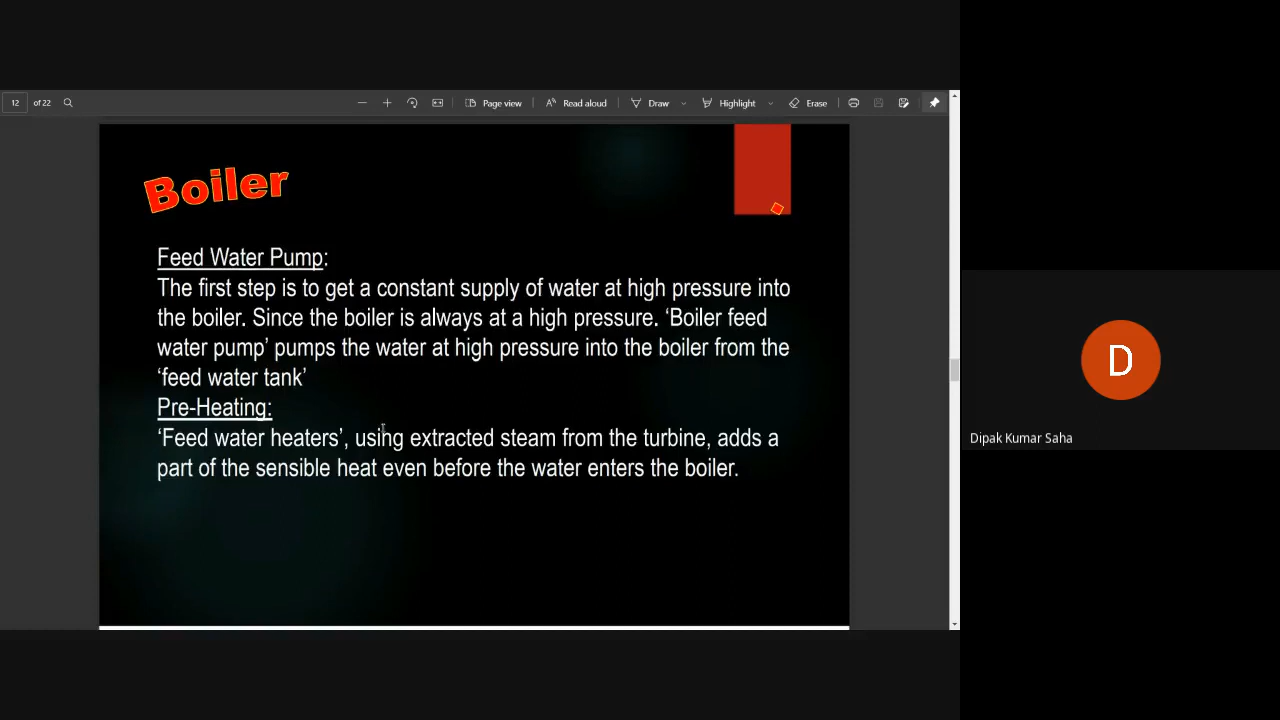 12 of 22
Page view
Read aloud
Draw
Highlight
Erase
Boiler
Feed Water Pump:
The first step is to get a constant supply of water at high pressure into
the boiler. Since the boiler is always at a high pressure. ‘Boiler feed
water pump’ pumps the water at high pressure into the boiler from the
‘feed water tank’
Pre-Heating:
‘Feed water heaters’, using extracted steam from the turbine, adds a
part of the sensible heat even before the water enters the boiler.
D
Dipak Kumar Saha